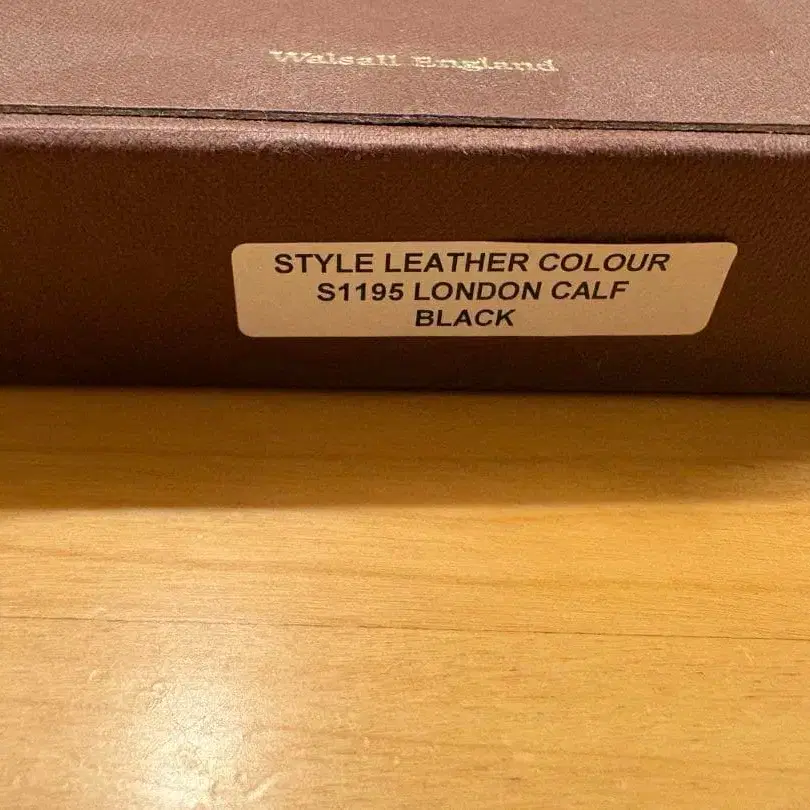 Walsall England
STYLE LEATHER COLOUR
S1195 LONDON CALF
BLACK